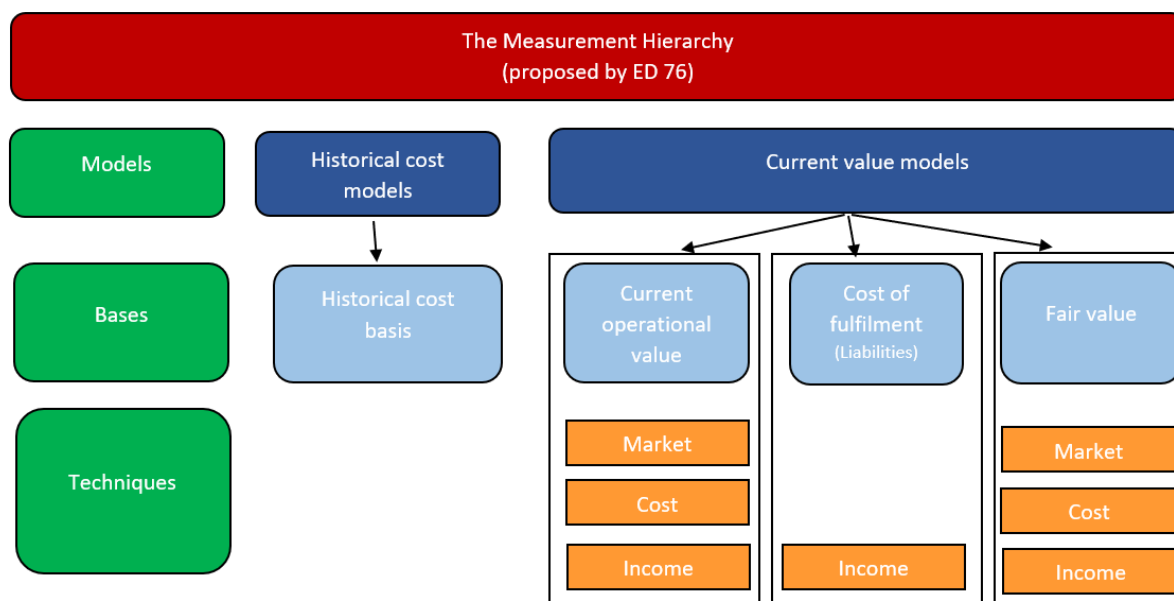 The Measurement Hierarchy
(proposed by ED 76)
Models
Historical cost
models
Current value models
Bases
Historical cost
basis
Current
operational
value
Cost of
fulfilment
(Liabilities)
Fair value
Techniques
Market
Cost
Income
Income
Market
Cost
Income